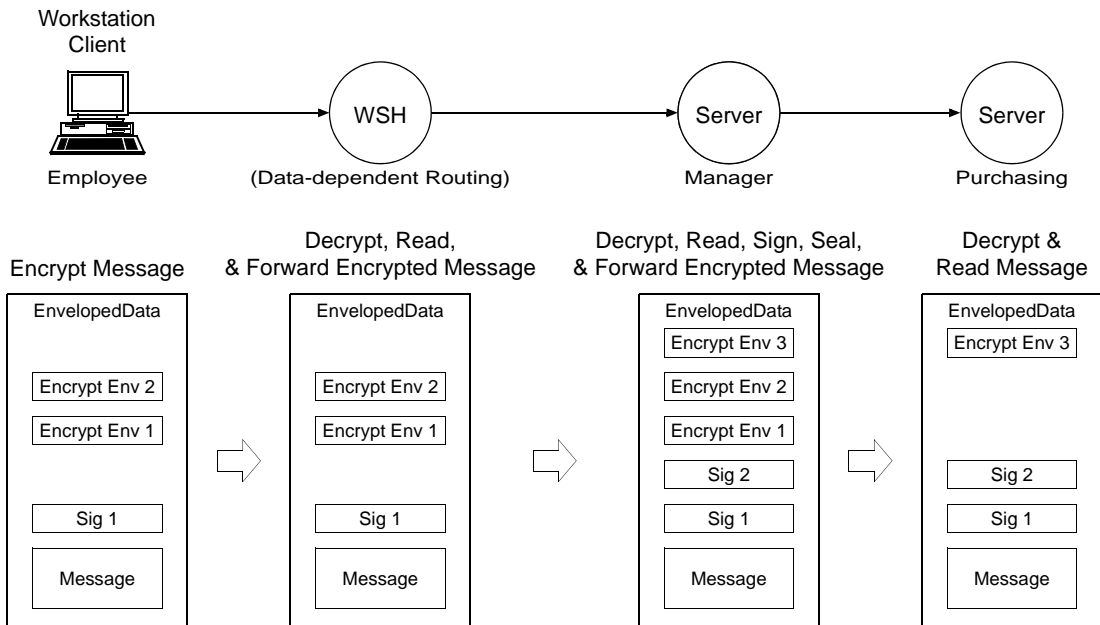 Workstation
Client
WSH
Server
Server
Employee
(Data-dependent Routing)
Manager
Purchasing
Encrypt Message
Decrypt, Read,
& Forward Encrypted Message
Decrypt, Read, Sign, Seal,
& Forward Encrypted Message
Decrypt &
Read Message
EnvelopedData
Encrypt Env 2
Encrypt Env 1
Sig 1
Message
EnvelopedData
Encrypt Env 2
Encrypt Env 1
Sig 1
Message
EnvelopedData
Encrypt Env 3
Encrypt Env 2
Encrypt Env 1
Sig 2
Sig 1
Message
EnvelopedData
Encrypt Env 3
Sig 2
Sig 1
Message